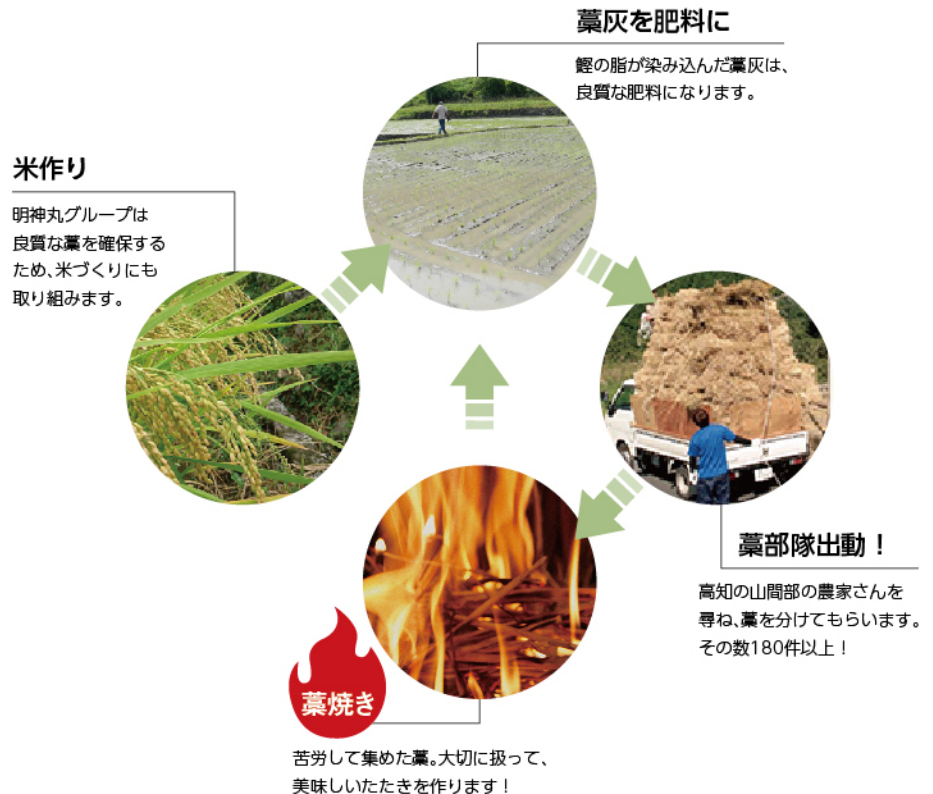 藁灰を肥料に
鰹の脂が染み込んだ藁灰は、
良質な肥料になります。
米作り
明神丸グループは
良質な藁を確保する
ため、米づくりにも
取り組みます。
藁部隊出動！
高知の山間部の農家さんを
尋ね、藁を分けてもらいます。
その数180件以上！
藁焼き
苦労して集めた藁。大切に扱って、
美味しいたたきを作ります！